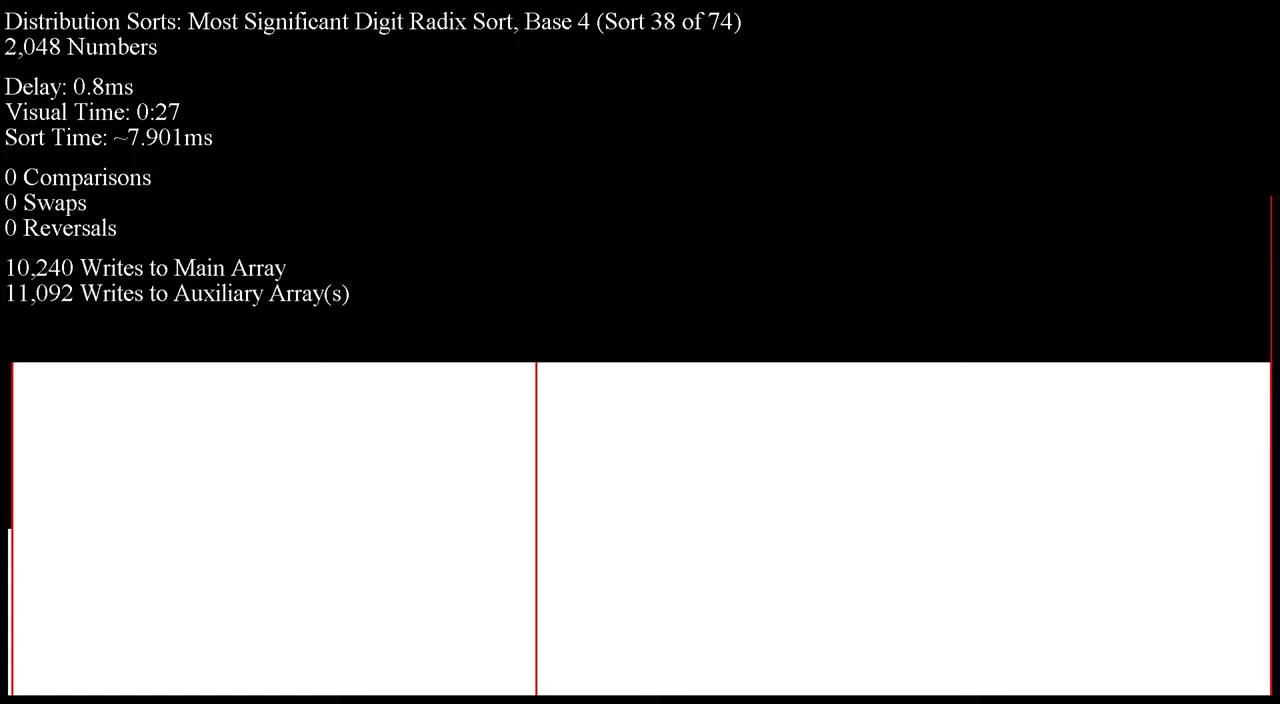 Distribution Sorts: Most Significant Digit Radix Sort, Base 4 (Sort 38 of 74)
2,048 Numbers
Delay: 0.8ms
Visual Time: 0:27
Sort Time: ~7.901ms
0 Comparisons
0 Swaps
0 Reversals
10,240 Writes to Main Array
11,092 Writes to Auxiliary Array(s)